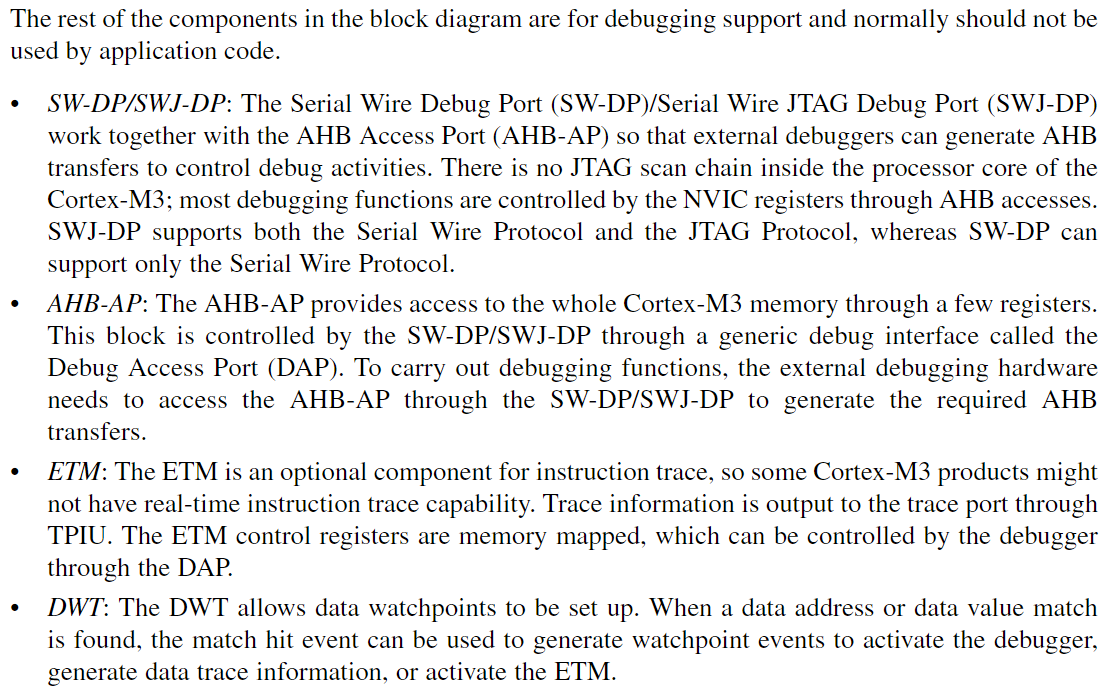 The rest of the components in the block diagram are for debugging support and normally should not be
used by application code.
• SW-DP/SWJ-DP: The Serial Wire Debug Port (SW-DP)/Serial Wire JTAG Debug Port (SWJ-DP)
work together with the AHB Access Port (AHB-AP) so that external debuggers can generate AHB
transfers to control debug activities. There is no JTAG scan chain inside the processor core of the
Cortex-M3; most debugging functions are controlled by the NVIC registers through AHB accesses.
SWJ-DP supports both the Serial Wire Protocol and the JTAG Protocol, whereas SW-DP can
support only the Serial Wire Protocol.
• AHB-AP: The AHB-AP provides access to the whole Cortex-M3 memory through a few registers.
This block is controlled by the SW-DP/SWJ-DP through a generic debug interface called the
Debug Access Port (DAP). To carry out debugging functions, the external debugging hardware
needs to access the AHB-AP through the SW-DP/SWJ-DP to generate the required AHB
transfers.
• ETM: The ETM is an optional component for instruction trace, so some Cortex-M3 products might
not have real-time instruction trace capability. Trace information is output to the trace port through
TPIU. The ETM control registers are memory mapped, which can be controlled by the debugger
through the DAP.
• DWT: The DWT allows data watchpoints to be set up. When a data address or data value match
is found, the match hit event can be used to generate watchpoint events to activate the debugger,
generate data trace information, or activate the ETM.